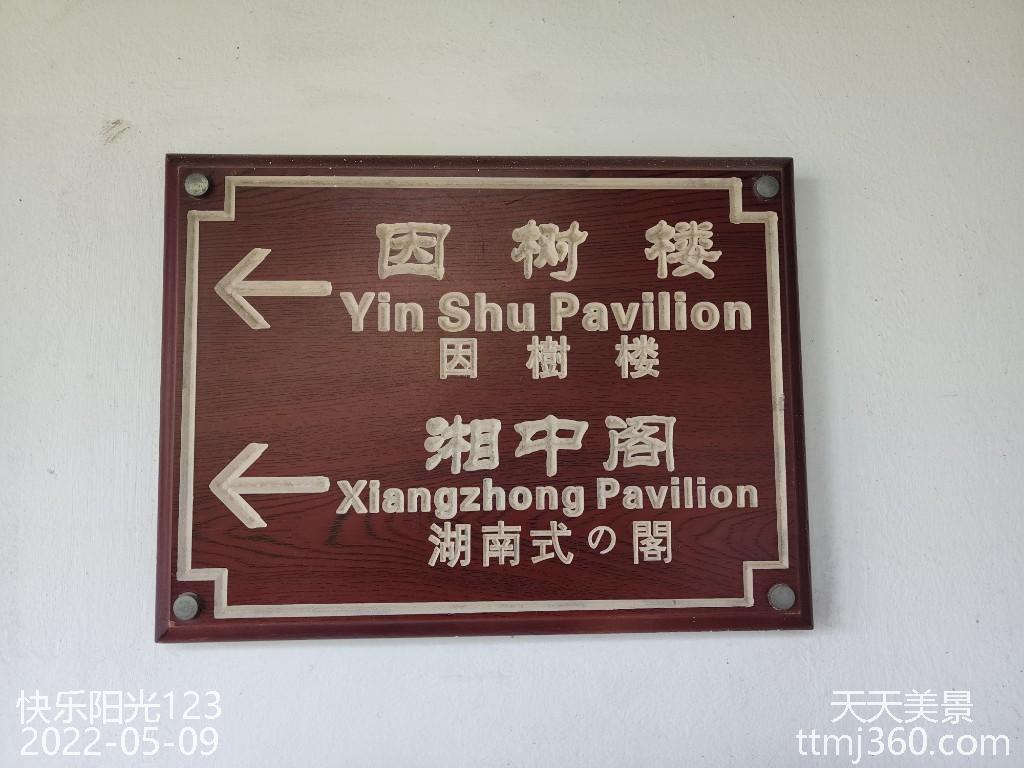 因树楼
Yin Shu Pavilion
因樹楼
湘中阁
Xiangzhong Pavilion
湖南式の閣
快乐阳光123
2022-05-09
天天美景
ttmj360.com